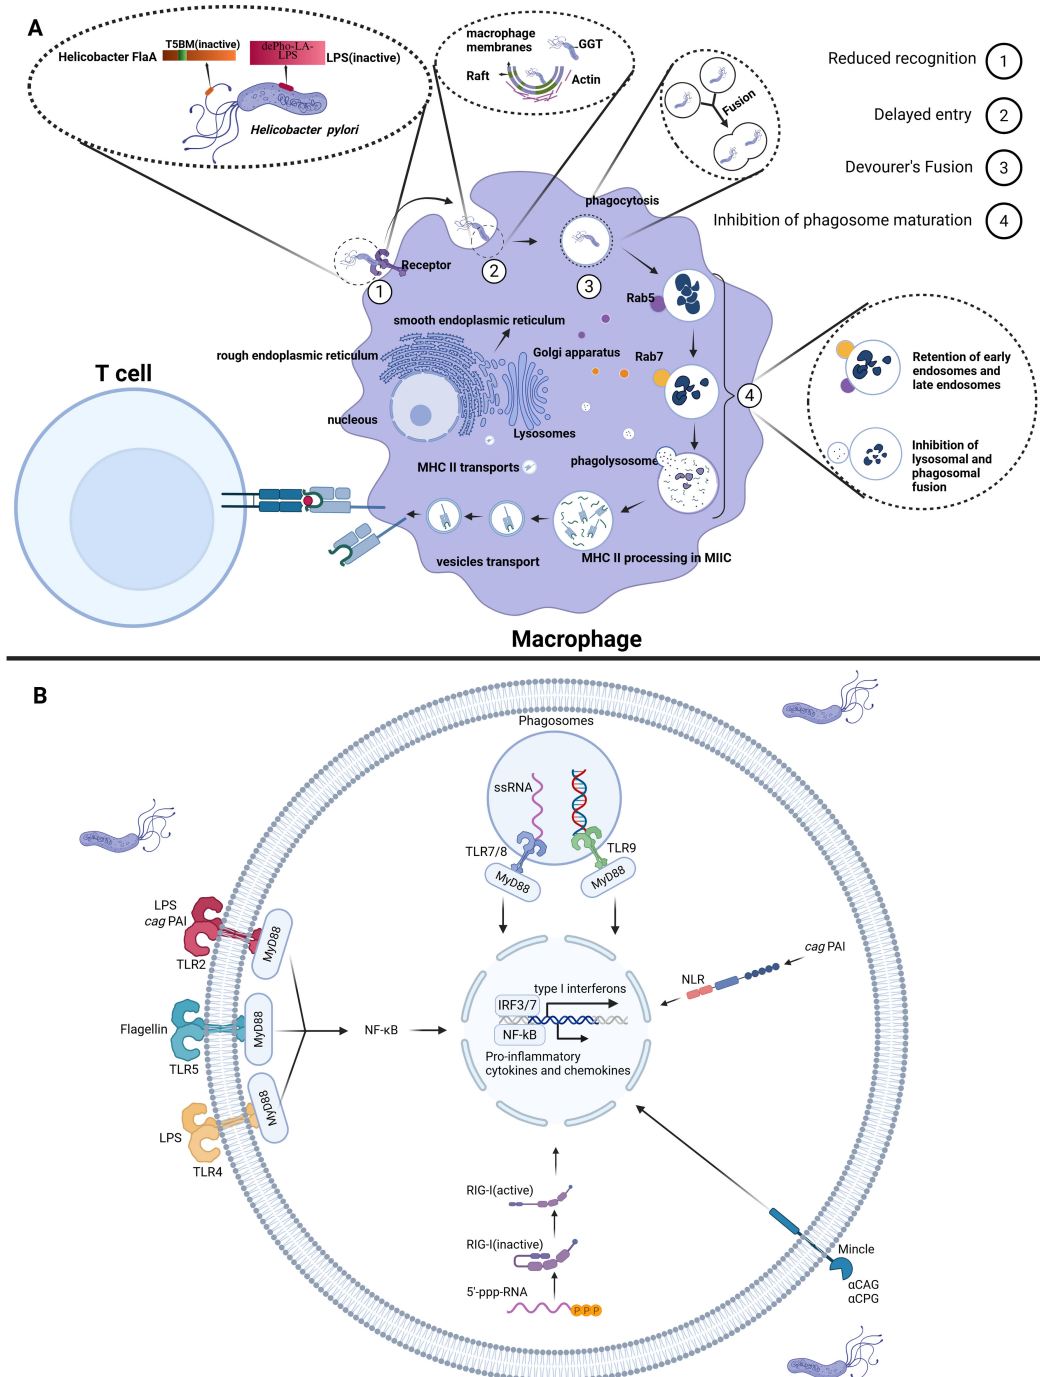 A
T5BM(inactive)
Helicobacter FlaA
dePho-LA-
LPS
LPS(inactive)
Helicobacter pylori
macrophage
membranes
GGT
Raft
Actin
Fusion
Reduced recognition 1
Delayed entry 2
Devourer's Fusion 3
Inhibition of phagosome maturation 4
phagocytosis
Receptor
1
2
3
Rab5
smooth endoplasmic reticulum
rough endoplasmic reticulum
Golgi apparatus
Rab7
4
Retention of early
endosomes and
late endosomes
T cell
nucleous
Lysosomes
Inhibition of
lysosomal and
phagosomal
fusion
MHC II transports
phagolysosome
vesicles transport
MHC II processing in MIIC
Macrophage
B
Phagosomes
ssRNA
TLR7/8
TLR9
MyD88
MyD88
LPS
cag PAI
TLR2
MyD88
cag PAI
NLR
type I interferons
IRF3/7
NF-kB
Pro-inflammatory
cytokines and chemokines
Flagellin
MyD88
NF-κB
TLR5
MyD88
LPS
TLR4
RIG-I(active)
RIG-I(inactive)
5'-ppp-RNA
P P P
Mincle
αCAG
αCPG